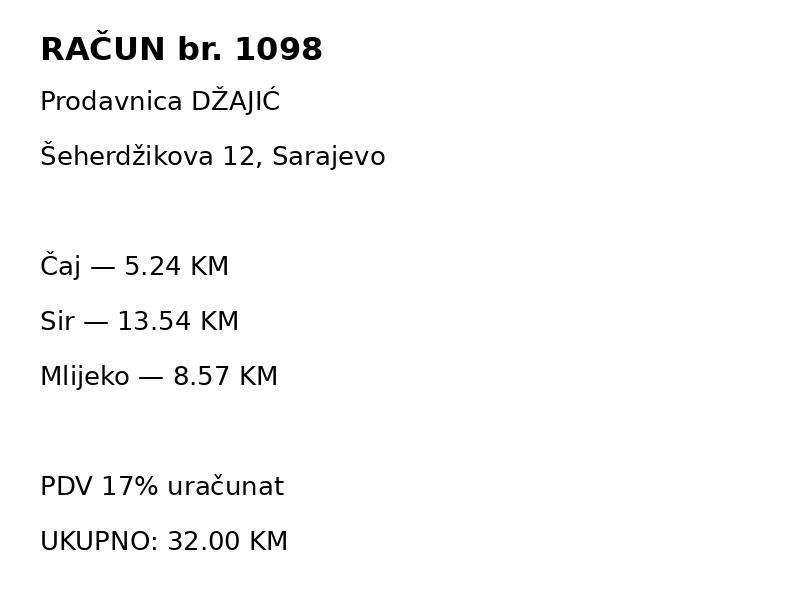 RAČUN br. 1098
Prodavnica DŽAJIĆ
Šeherdžikova 12, Sarajevo
Čaj — 5.24 KM
Sir — 13.54 KM
Mlijeko — 8.57 KM
PDV 17% uračunat
UKUPNO: 32.00 KM